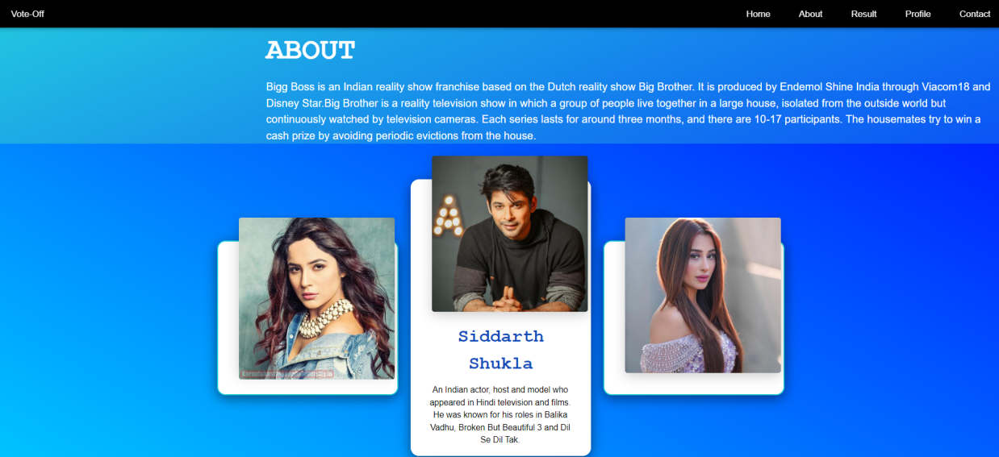 Vote-Off Home About Result Profile Contact
ABOUT
Bigg Boss is an Indian reality show franchise based on the Dutch reality show Big Brother. It is produced by Endemol Shine India through Viacom18 and
Disney Star.Big Brother is a reality television show in which a group of people live together in a large house, isolated from the outside world but
continuously watched by television cameras. Each series lasts for around three months, and there are 10-17 participants. The housemates try to win a
cash prize by avoiding periodic evictions from the house.
A
Siddarth
Shukla
An Indian actor, host and model who
appeared in Hindi television and films.
He was known for his roles in Balika
Vadhu, Broken But Beautiful 3 and Dil
Se Dil Tak.